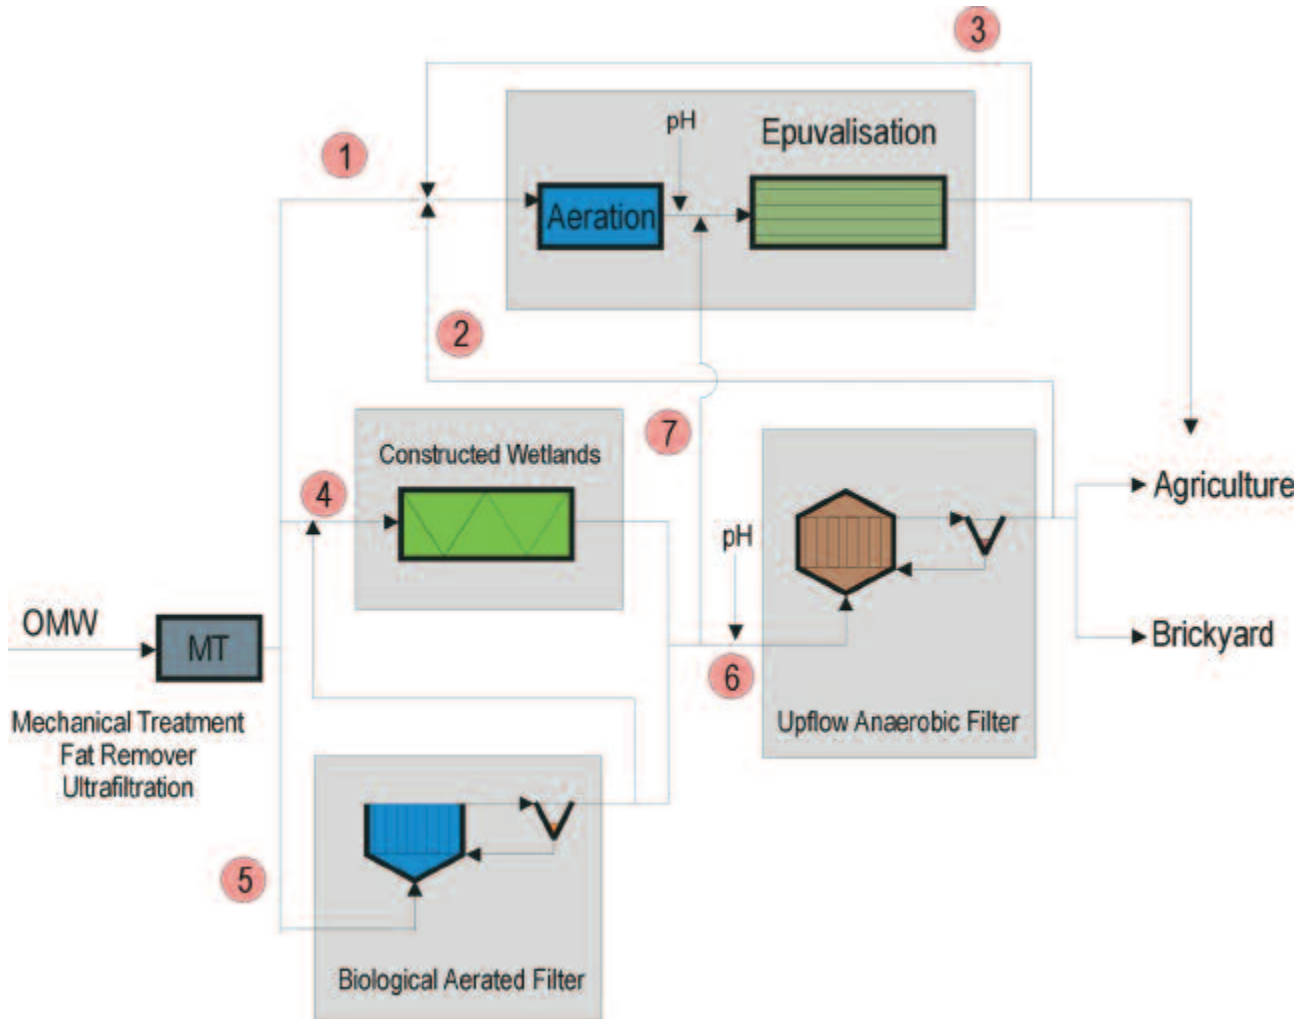 3
pH
Epuvalisation
1
Aeration
2
7
Constructed Wetlands
4
pH
Agriculture
OMW
MT
Brickyard
6
Mechanical Treatment
Fat Remover
Ultrafiltration
Upflow Anaerobic Filter
5
Biological Aerated Filter